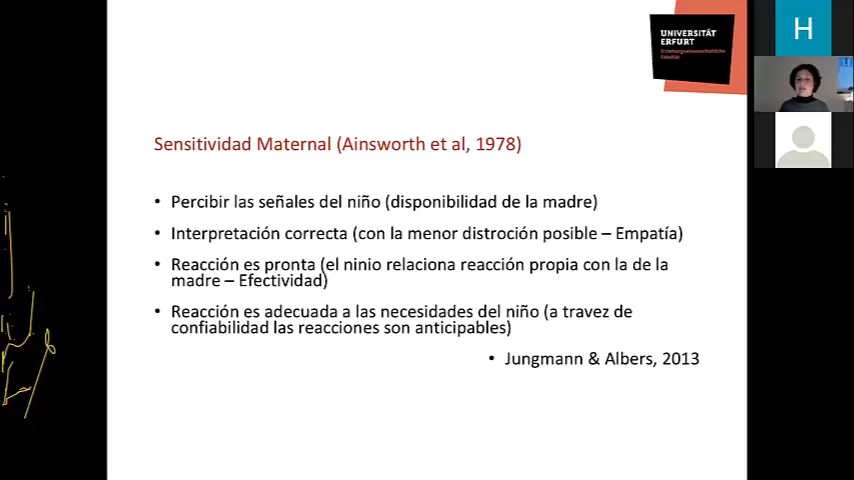 UNIVERSITÄT
ERFURT
Erziehungswissenschaftliche
Fakultät
H
Sensitividad Maternal (Ainsworth et al, 1978)
• Percibir las señales del niño (disponibilidad de la madre)
• Interpretación correcta (con la menor distroción posible – Empatía)
• Reacción es pronta (el ninio relaciona reacción propia con la de la
madre – Efectividad)
• Reacción es adecuada a las necesidades del niño (a travez de
confiabilidad las reacciones son anticipables)
• Jungmann & Albers, 2013